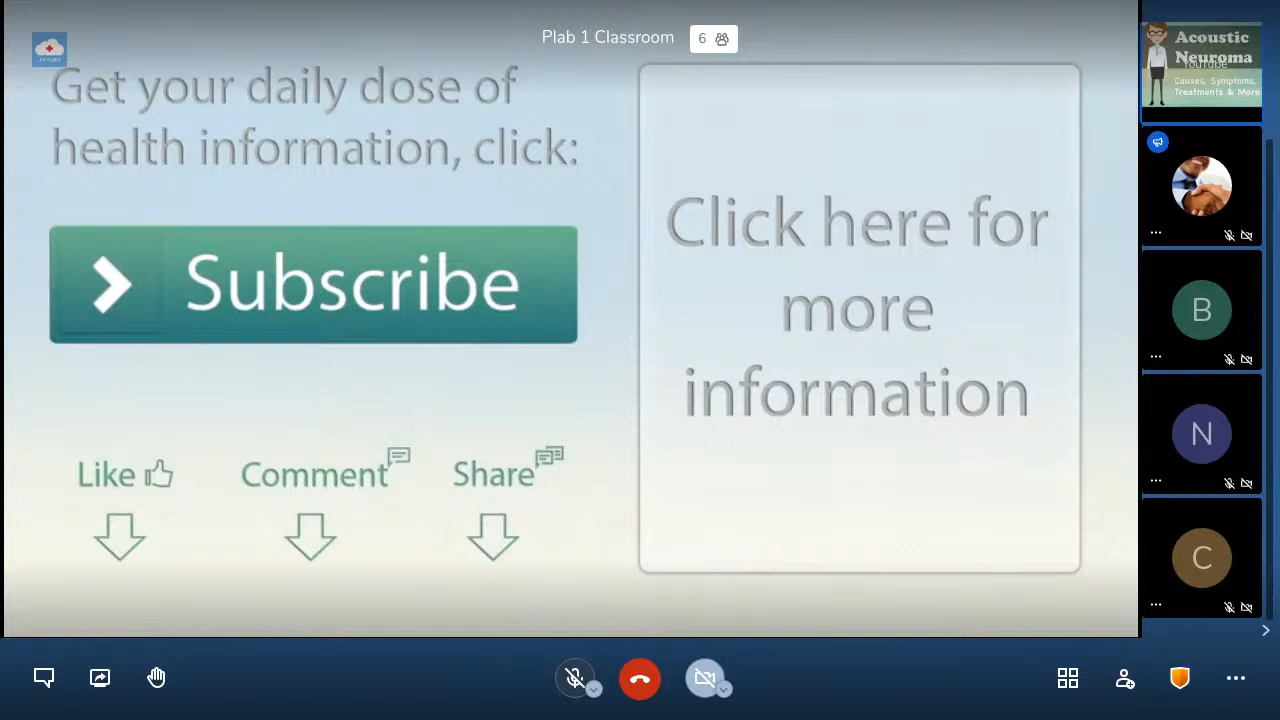 Plab 1 Classroom
6
Get your daily dose of
health information, click:
Subscribe
Click here for
more
information
Like
Comment
Share
Acoustic
Neuroma
YouTube
Causes, Symptoms,
Treatments & More
B
N
C